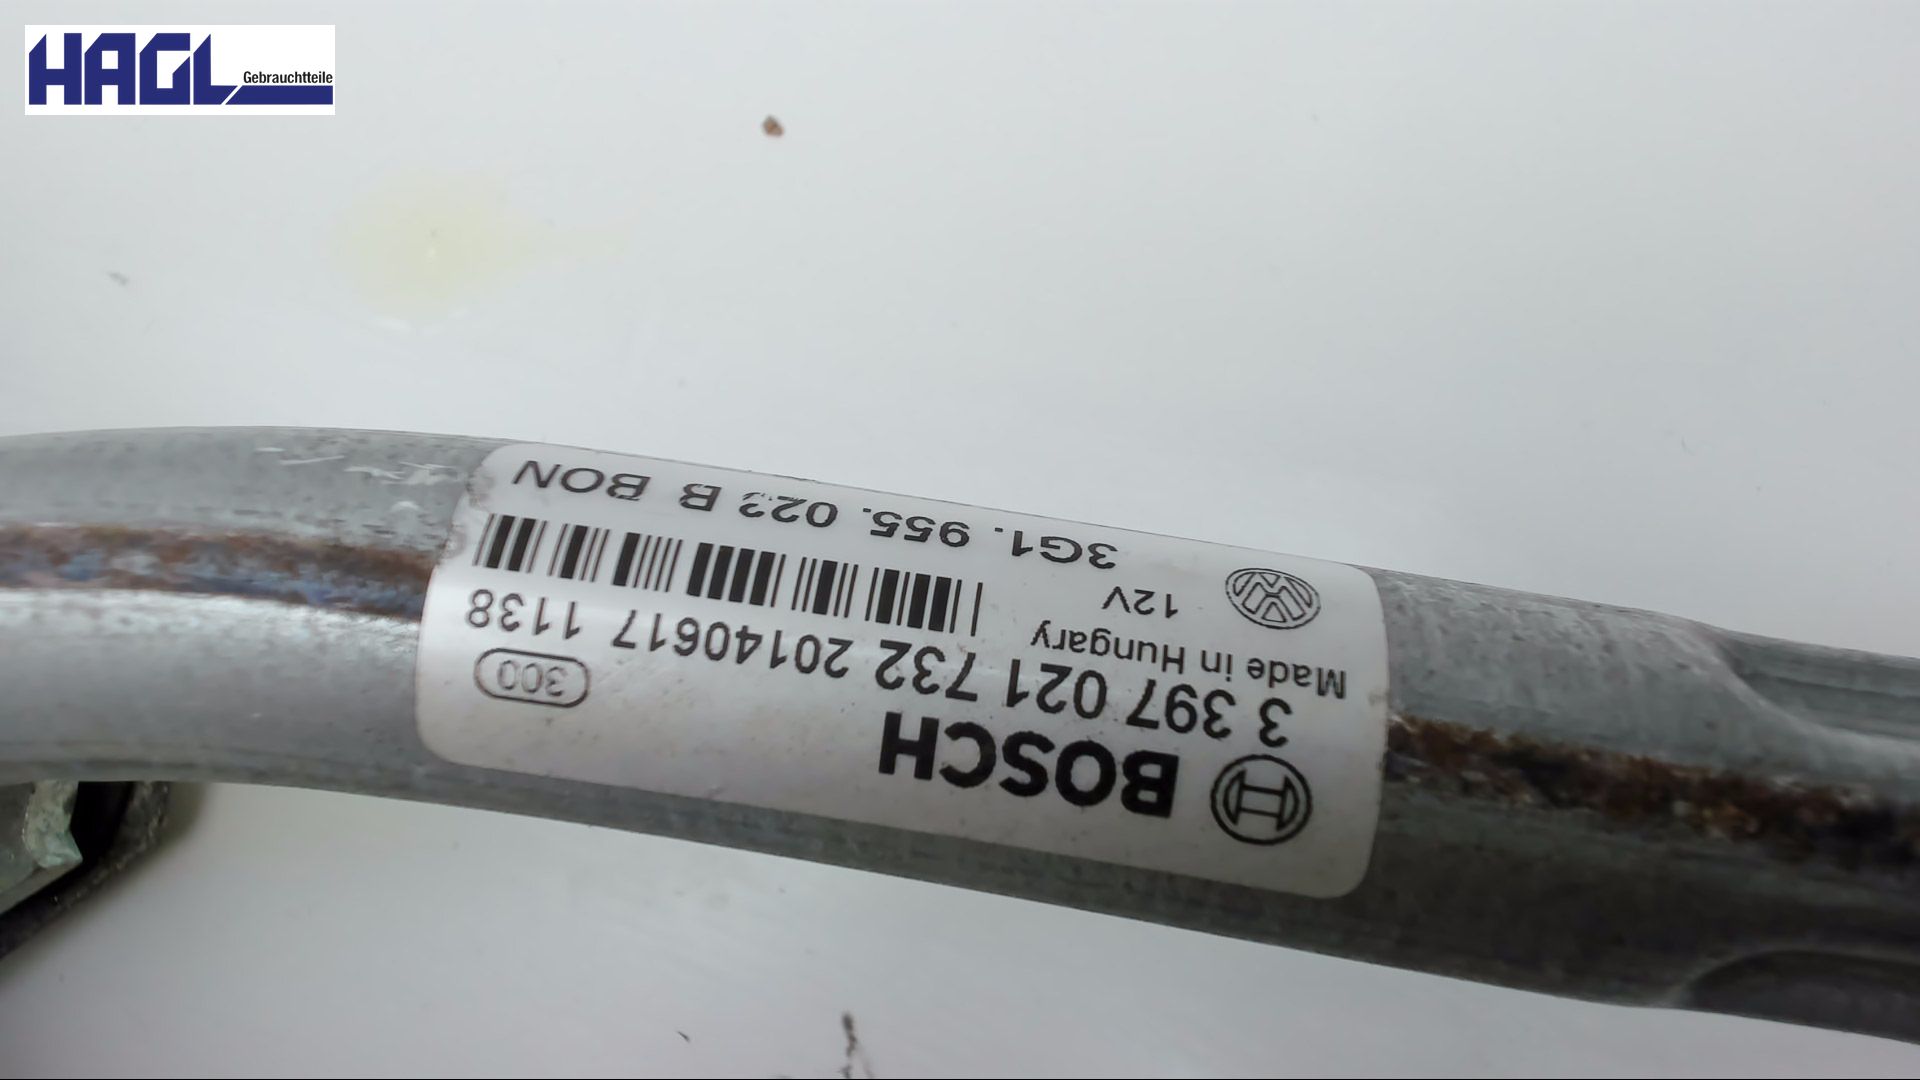 HAGL
Gebrauchtteile
BOSCH
3 397 021 732 20140617 1138
300
Made in Hungary
12V
3G1. 955. 023 B BON